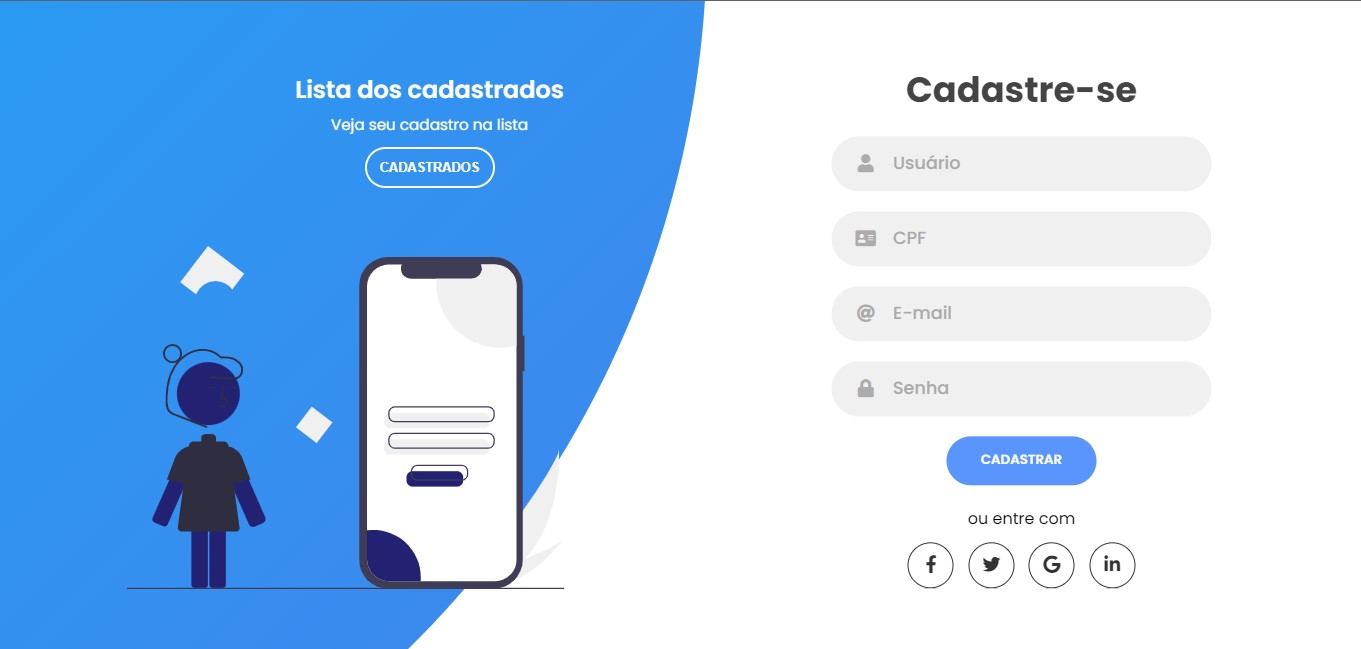 Lista dos cadastrados
Veja seu cadastro na lista
CADASTRADOS
Cadastre-se
Usuário
CPF
E-mail
Senha
CADASTRAR
ou entre com